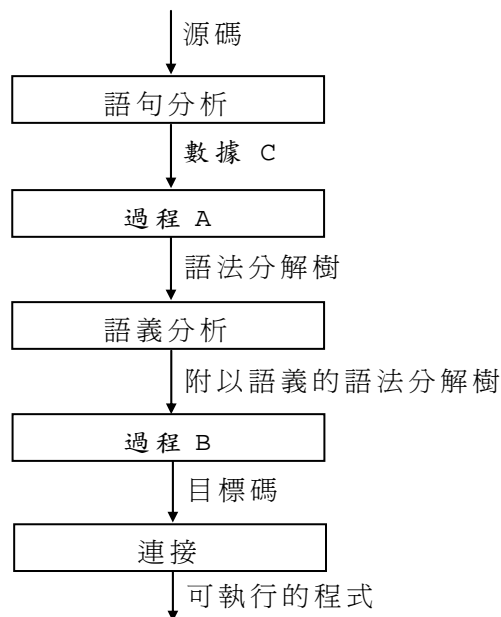 源碼
語句分析
數據 C
過程 A
語法分解樹
語義分析
附以語義的語法分解樹
過程 B
目標碼
連接
可執行的程式